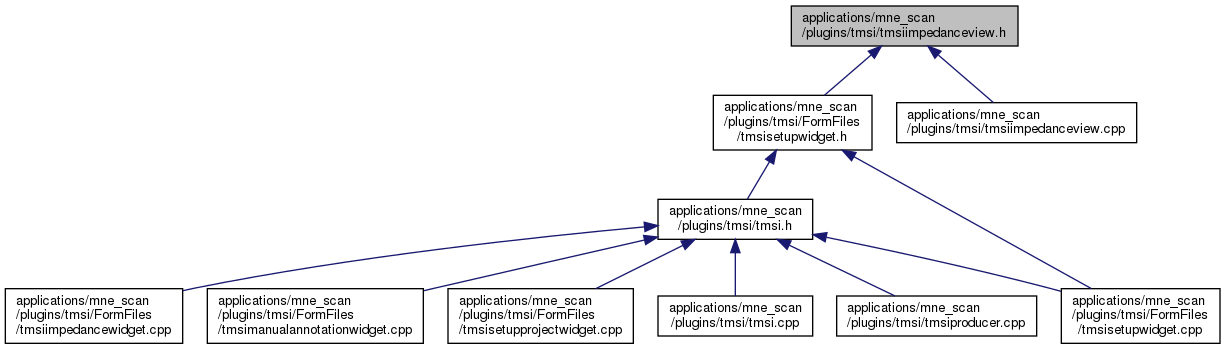 applications/mne_scan
/plugins/tmsi/tmsiimpedanceview.h
applications/mne_scan
/plugins/tmsi/FormFiles
/tmsisetupwidget.h
applications/mne_scan
/plugins/tmsi/tmsiimpedanceview.cpp
applications/mne_scan
/plugins/tmsi/tmsi.h
applications/mne_scan
/plugins/tmsi/FormFiles
/tmsiimpedancewidget.cpp
applications/mne_scan
/plugins/tmsi/FormFiles
/tmsimanualannotationwidget.cpp
applications/mne_scan
/plugins/tmsi/FormFiles
/tmsisetupprojectwidget.cpp
applications/mne_scan
/plugins/tmsi/tmsi.cpp
applications/mne_scan
/plugins/tmsi/tmsiproducer.cpp
applications/mne_scan
/plugins/tmsi/FormFiles
/tmsisetupwidget.cpp